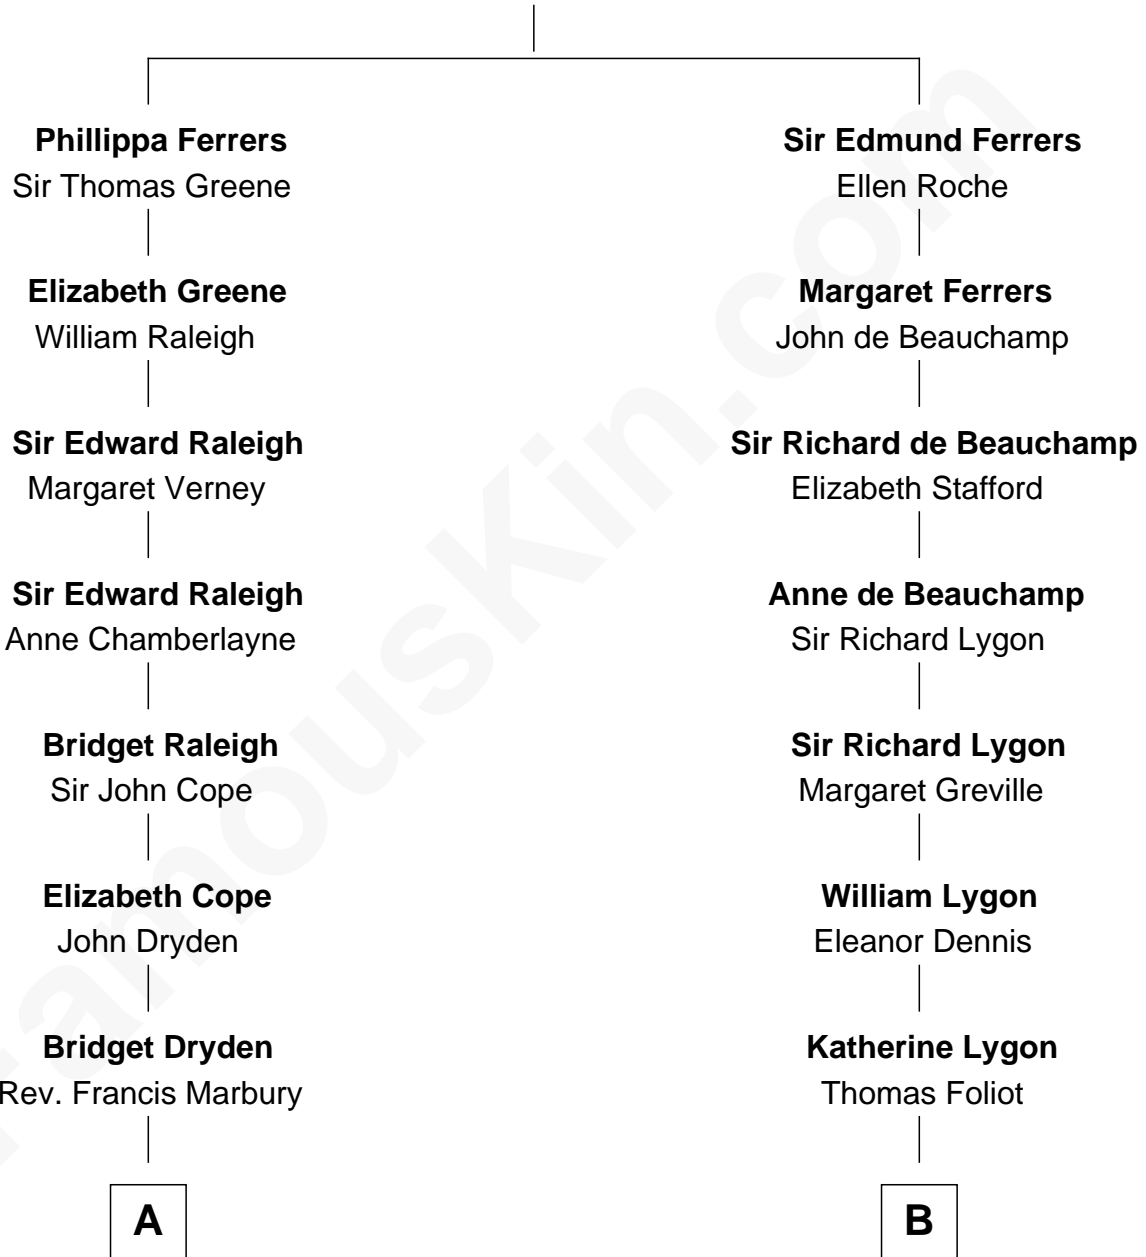 Phillippa Ferrers
Sir Thomas Greene
Sir Edmund Ferrers
Ellen Roche
Elizabeth Greene
William Raleigh
Margaret Ferrers
John de Beauchamp
Sir Edward Raleigh
Margaret Verney
Sir Richard de Beauchamp
Elizabeth Stafford
Sir Edward Raleigh
Anne Chamberlayne
Anne de Beauchamp
Sir Richard Lygon
Bridget Raleigh
Sir John Cope
Sir Richard Lygon
Margaret Greville
Elizabeth Cope
John Dryden
William Lygon
Eleanor Dennis
Bridget Dryden
Rev. Francis Marbury
Katherine Lygon
Thomas Foliot
A
B
FamousKin.com